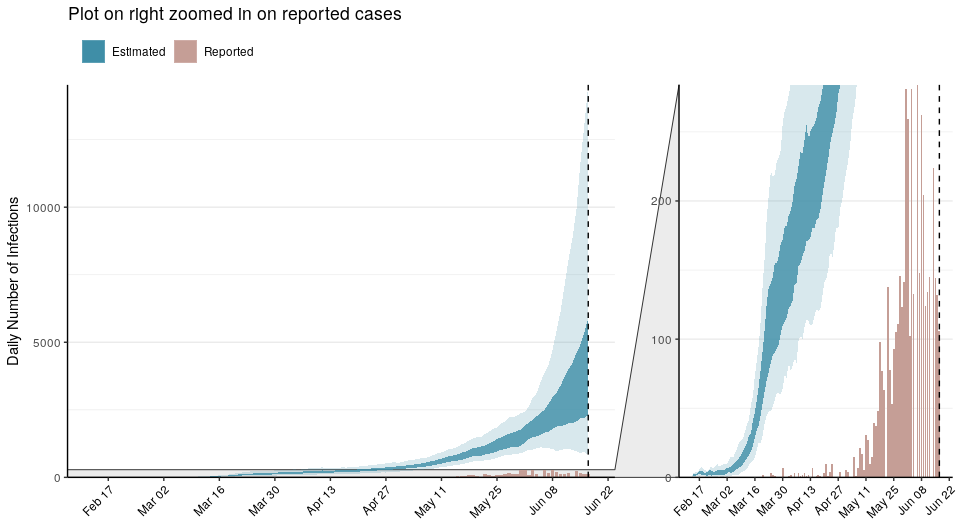 Plot on right zoomed in on reported cases
Estimated Reported
Daily Number of Infections
10000
5000
0
Feb 17 Mar 02 Mar 16 Mar 30 Apr 13 Apr 27 May 11 May 25 Jun 08 Jun 22
200
100
0
Feb 17 Mar 02 Mar 16 Mar 30 Apr 13 Apr 27 May 11 May 25 Jun 08 Jun 22